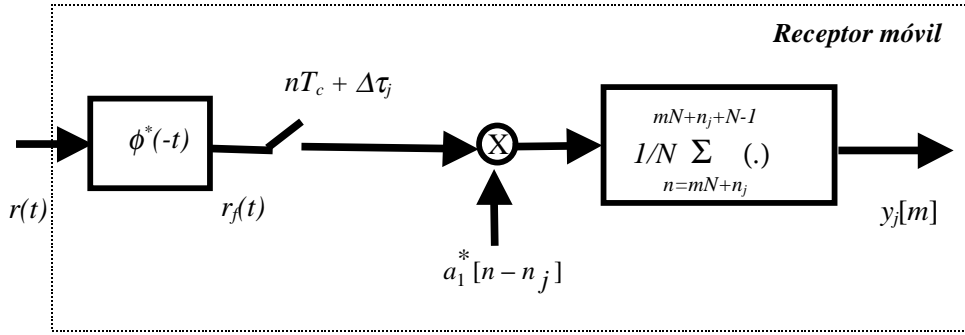 Receptor móvil
nT_c + Δτ_j
ϕ^*(-t)
X
mN+n_j+N-1
1/N Σ (.)
n=mN+n_j
r(t)
r_f(t)
y_j[m]
a_1^*[n − n_j]